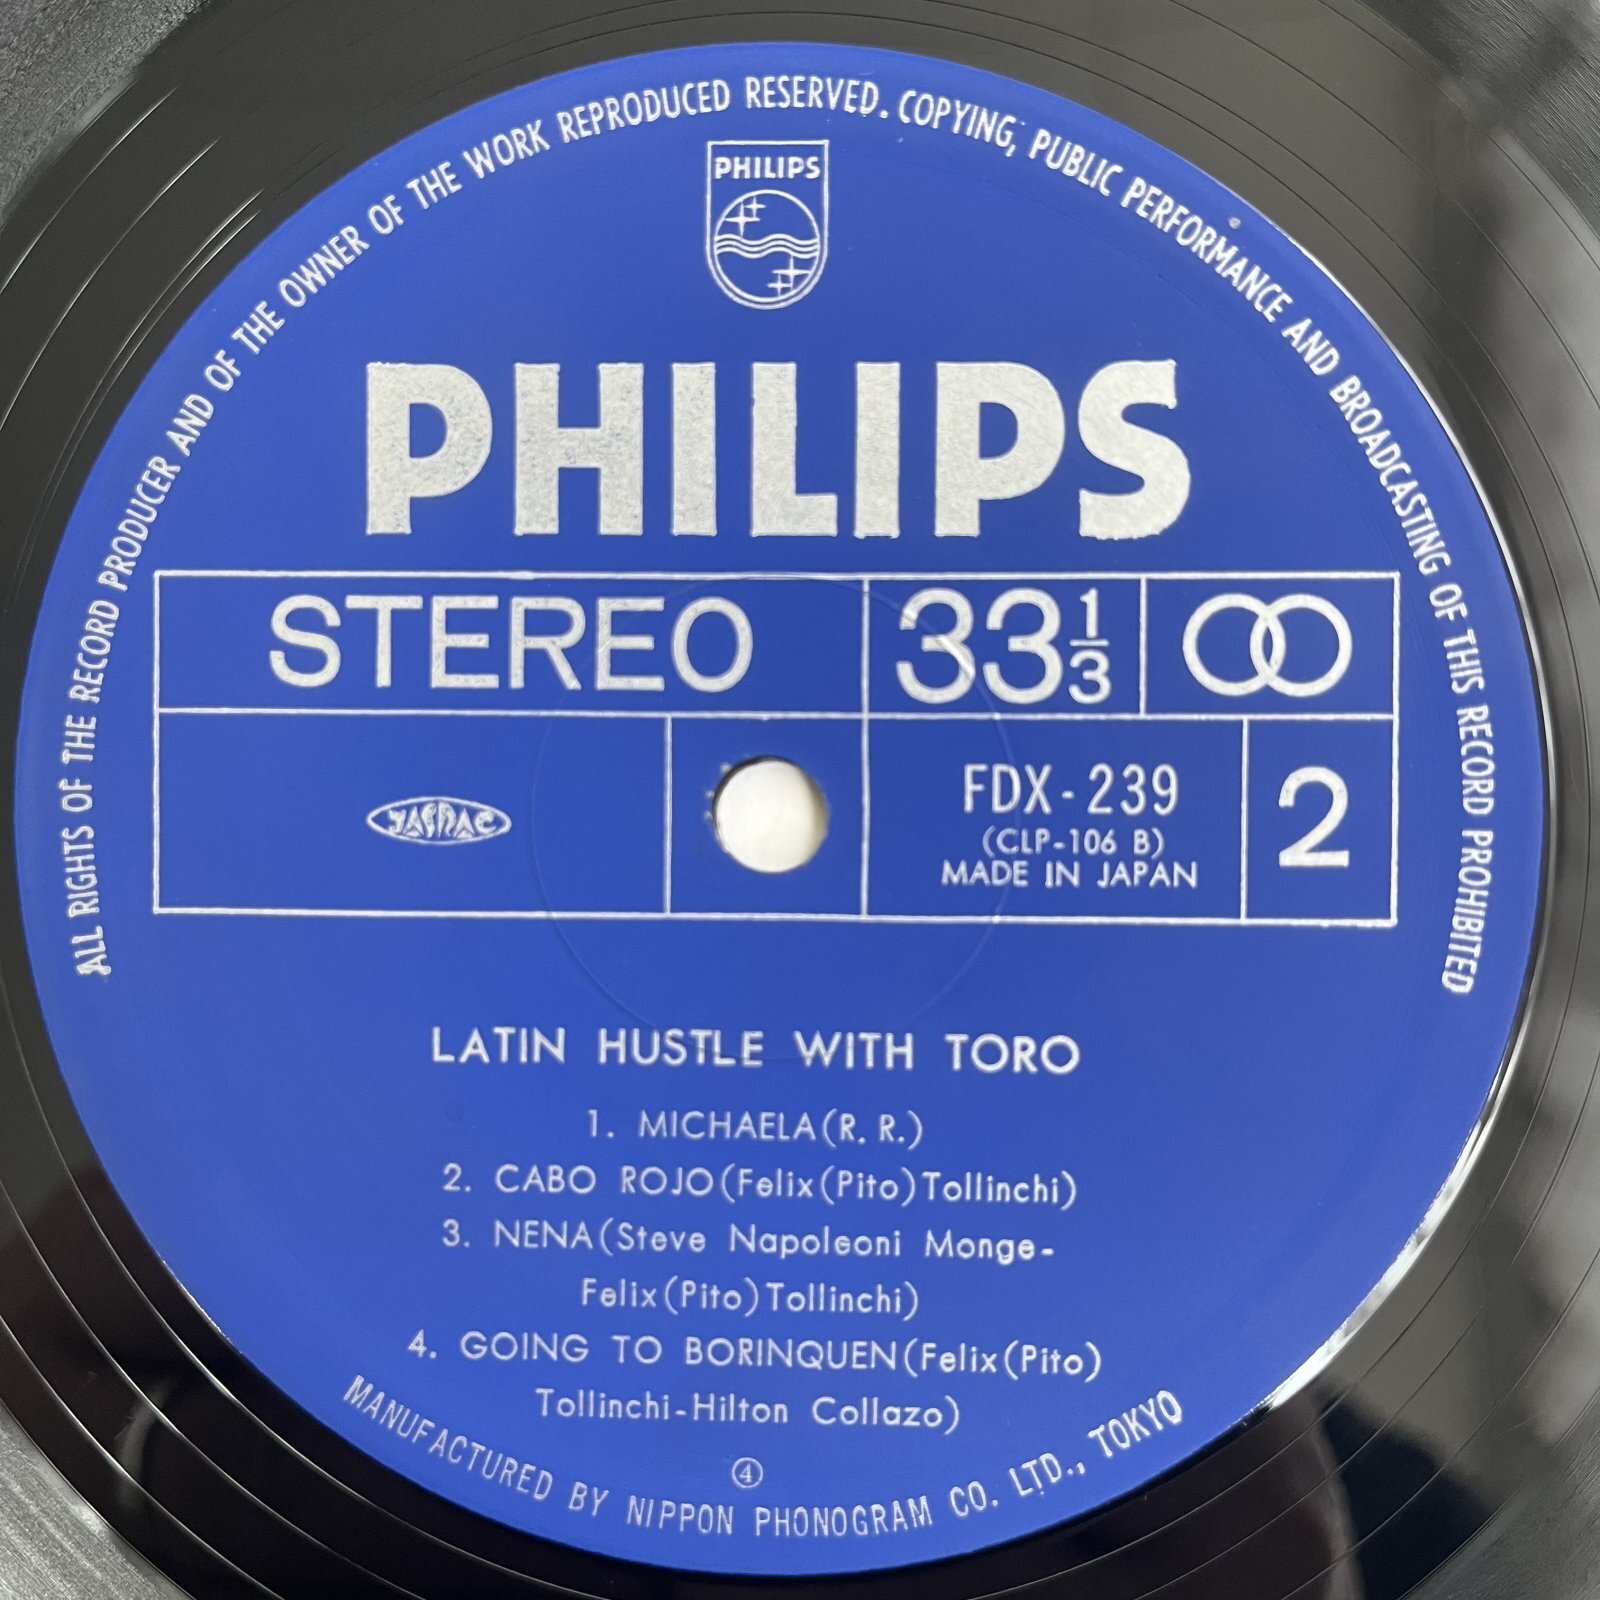 ALL RIGHTS OF THE RECORD PRODUCER AND OF THE OWNER OF THE WORK REPRODUCED RESERVED. COPYING, PUBLIC PERFORMANCE AND BROADCASTING OF THIS RECORD PROHIBITED
PHILIPS
PHILIPS
STEREO 33 1/3
JASRAC
FDX-239
(CLP-106 B)
MADE IN JAPAN
2
LATIN HUSTLE WITH TORO
1. MICHAELA(R. R.)
2. CABO ROJO(Felix(Pito)Tollinchi)
3. NENA(Steve Napoleoni Monge-
Felix(Pito)Tollinchi)
4. GOING TO BORINQUEN(Felix(Pito)
Tollinchi-Hilton Collazo)
④
MANUFACTURED BY NIPPON PHONOGRAM CO. LTD., TOKYO